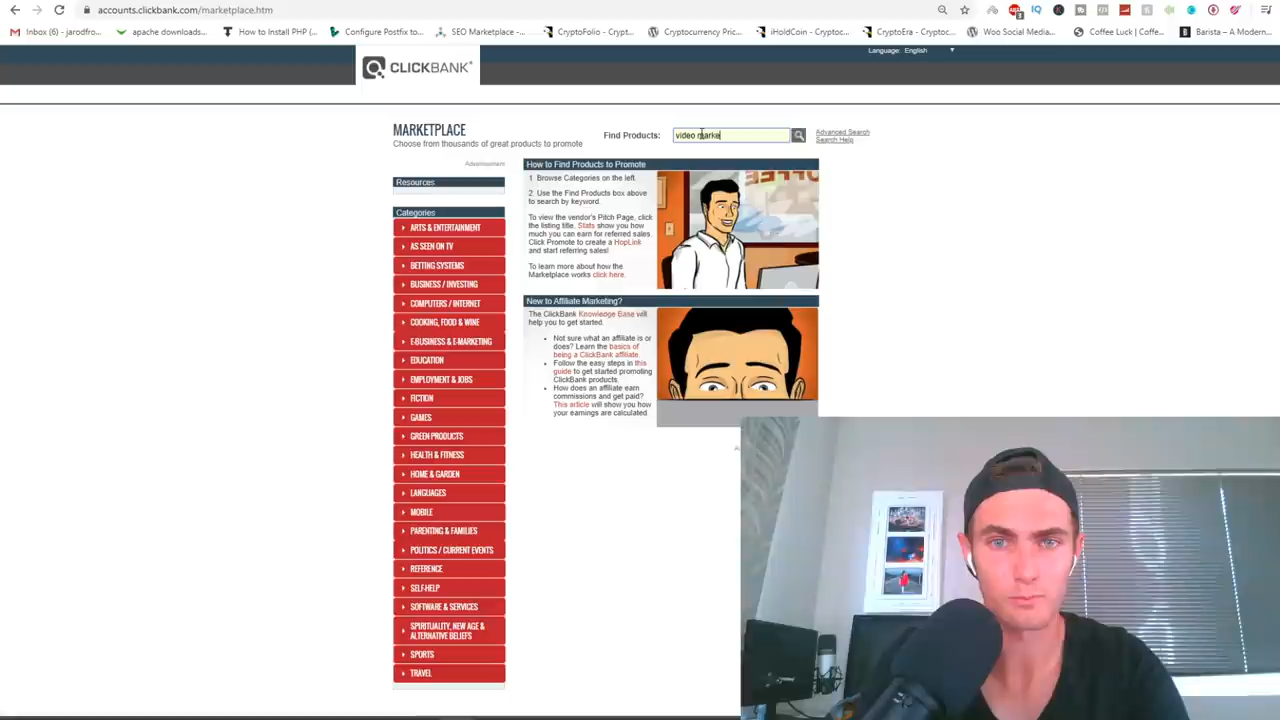 accounts.clickbank.com/marketplace.htm
Inbox (6) - jarodfro...
apache downloads...
How to Install PHP (...
Configure Postfix to...
SEO Marketplace -...
CryptoFolio - Crypt...
Cryptocurrency Pric...
iHoldCoin - Cryptoc...
CryptoEra - Cryptoc...
Woo Social Media...
Coffee Luck | Coffe...
Barista – A Modern...
Language: English
CLICKBANK
MARKETPLACE
Choose from thousands of great products to promote
Find Products:
video marke
Advanced Search
Search Help
Advertisement
Resources
Categories
ARTS & ENTERTAINMENT
AS SEEN ON TV
BETTING SYSTEMS
BUSINESS / INVESTING
COMPUTERS / INTERNET
COOKING, FOOD & WINE
E-BUSINESS & E-MARKETING
EDUCATION
EMPLOYMENT & JOBS
FICTION
GAMES
GREEN PRODUCTS
HEALTH & FITNESS
HOME & GARDEN
LANGUAGES
MOBILE
PARENTING & FAMILIES
POLITICS / CURRENT EVENTS
REFERENCE
SELF-HELP
SOFTWARE & SERVICES
SPIRITUALITY, NEW AGE &
ALTERNATIVE BELIEFS
SPORTS
TRAVEL
How to Find Products to Promote
1 Browse Categories on the left.
2. Use the Find Products box above
to search by keyword.
To view the vendor's Pitch Page, click
the listing title, Stats show you how
much you can earn for referred sales.
Click Promote to create a HopLink
and start referring sales!
To learn more about how the
Marketplace works click here.
New to Affiliate Marketing?
The ClickBank Knowledge Base will
help you to get started.
• Not sure what an affiliate is or
does? Learn the basics of
being a ClickBank affiliate.
• Follow the easy steps in this
guide to get started promoting
ClickBank products.
• How does an affiliate earn
commissions and get paid?
This article will show you how
your earnings are calculated.